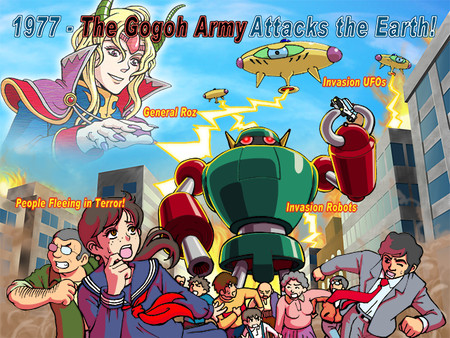 1977 - The Gogoh Army Attacks the Earth!
Invasion UFOs
General Roz
People Fleeing in Terror!
Invasion Robots